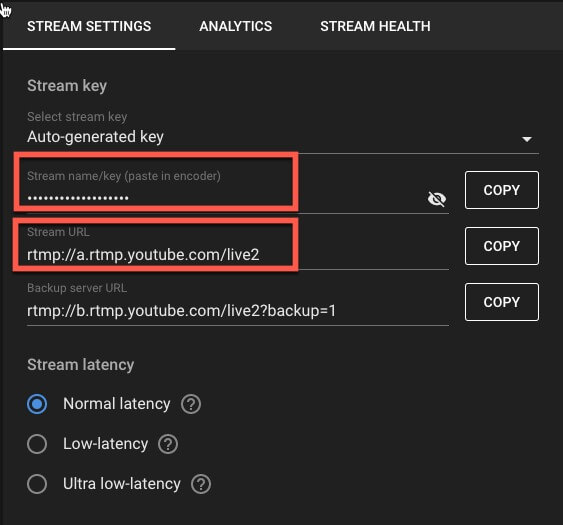 STREAM SETTINGS ANALYTICS STREAM HEALTH
Stream key
Select stream key
Auto-generated key
Stream name/key (paste in encoder)
••••••••••••••••••• COPY
Stream URL
rtmp://a.rtmp.youtube.com/live2 COPY
Backup server URL
rtmp://b.rtmp.youtube.com/live2?backup=1 COPY
Stream latency
Normal latency ?
Low-latency ?
Ultra low-latency ?